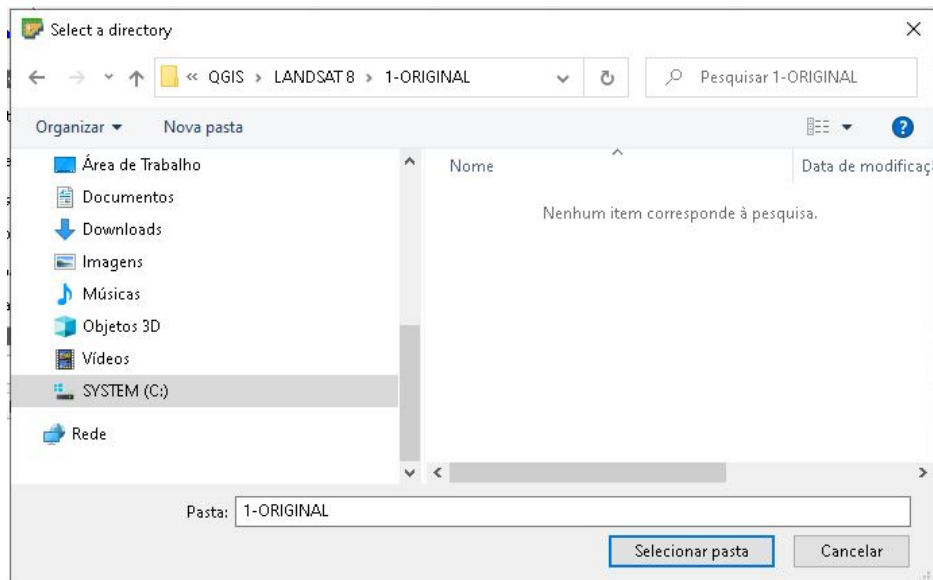 Select a directory
« QGIS > LANDSAT 8 > 1-ORIGINAL
Pesquisar 1-ORIGINAL
Organizar
Nova pasta
Área de Trabalho
Documentos
Downloads
Imagens
Músicas
Objetos 3D
Vídeos
SYSTEM (C:)
Rede
Nome
Data de modificaç
Nenhum item corresponde à pesquisa.
Pasta: 1-ORIGINAL
Selecionar pasta
Cancelar